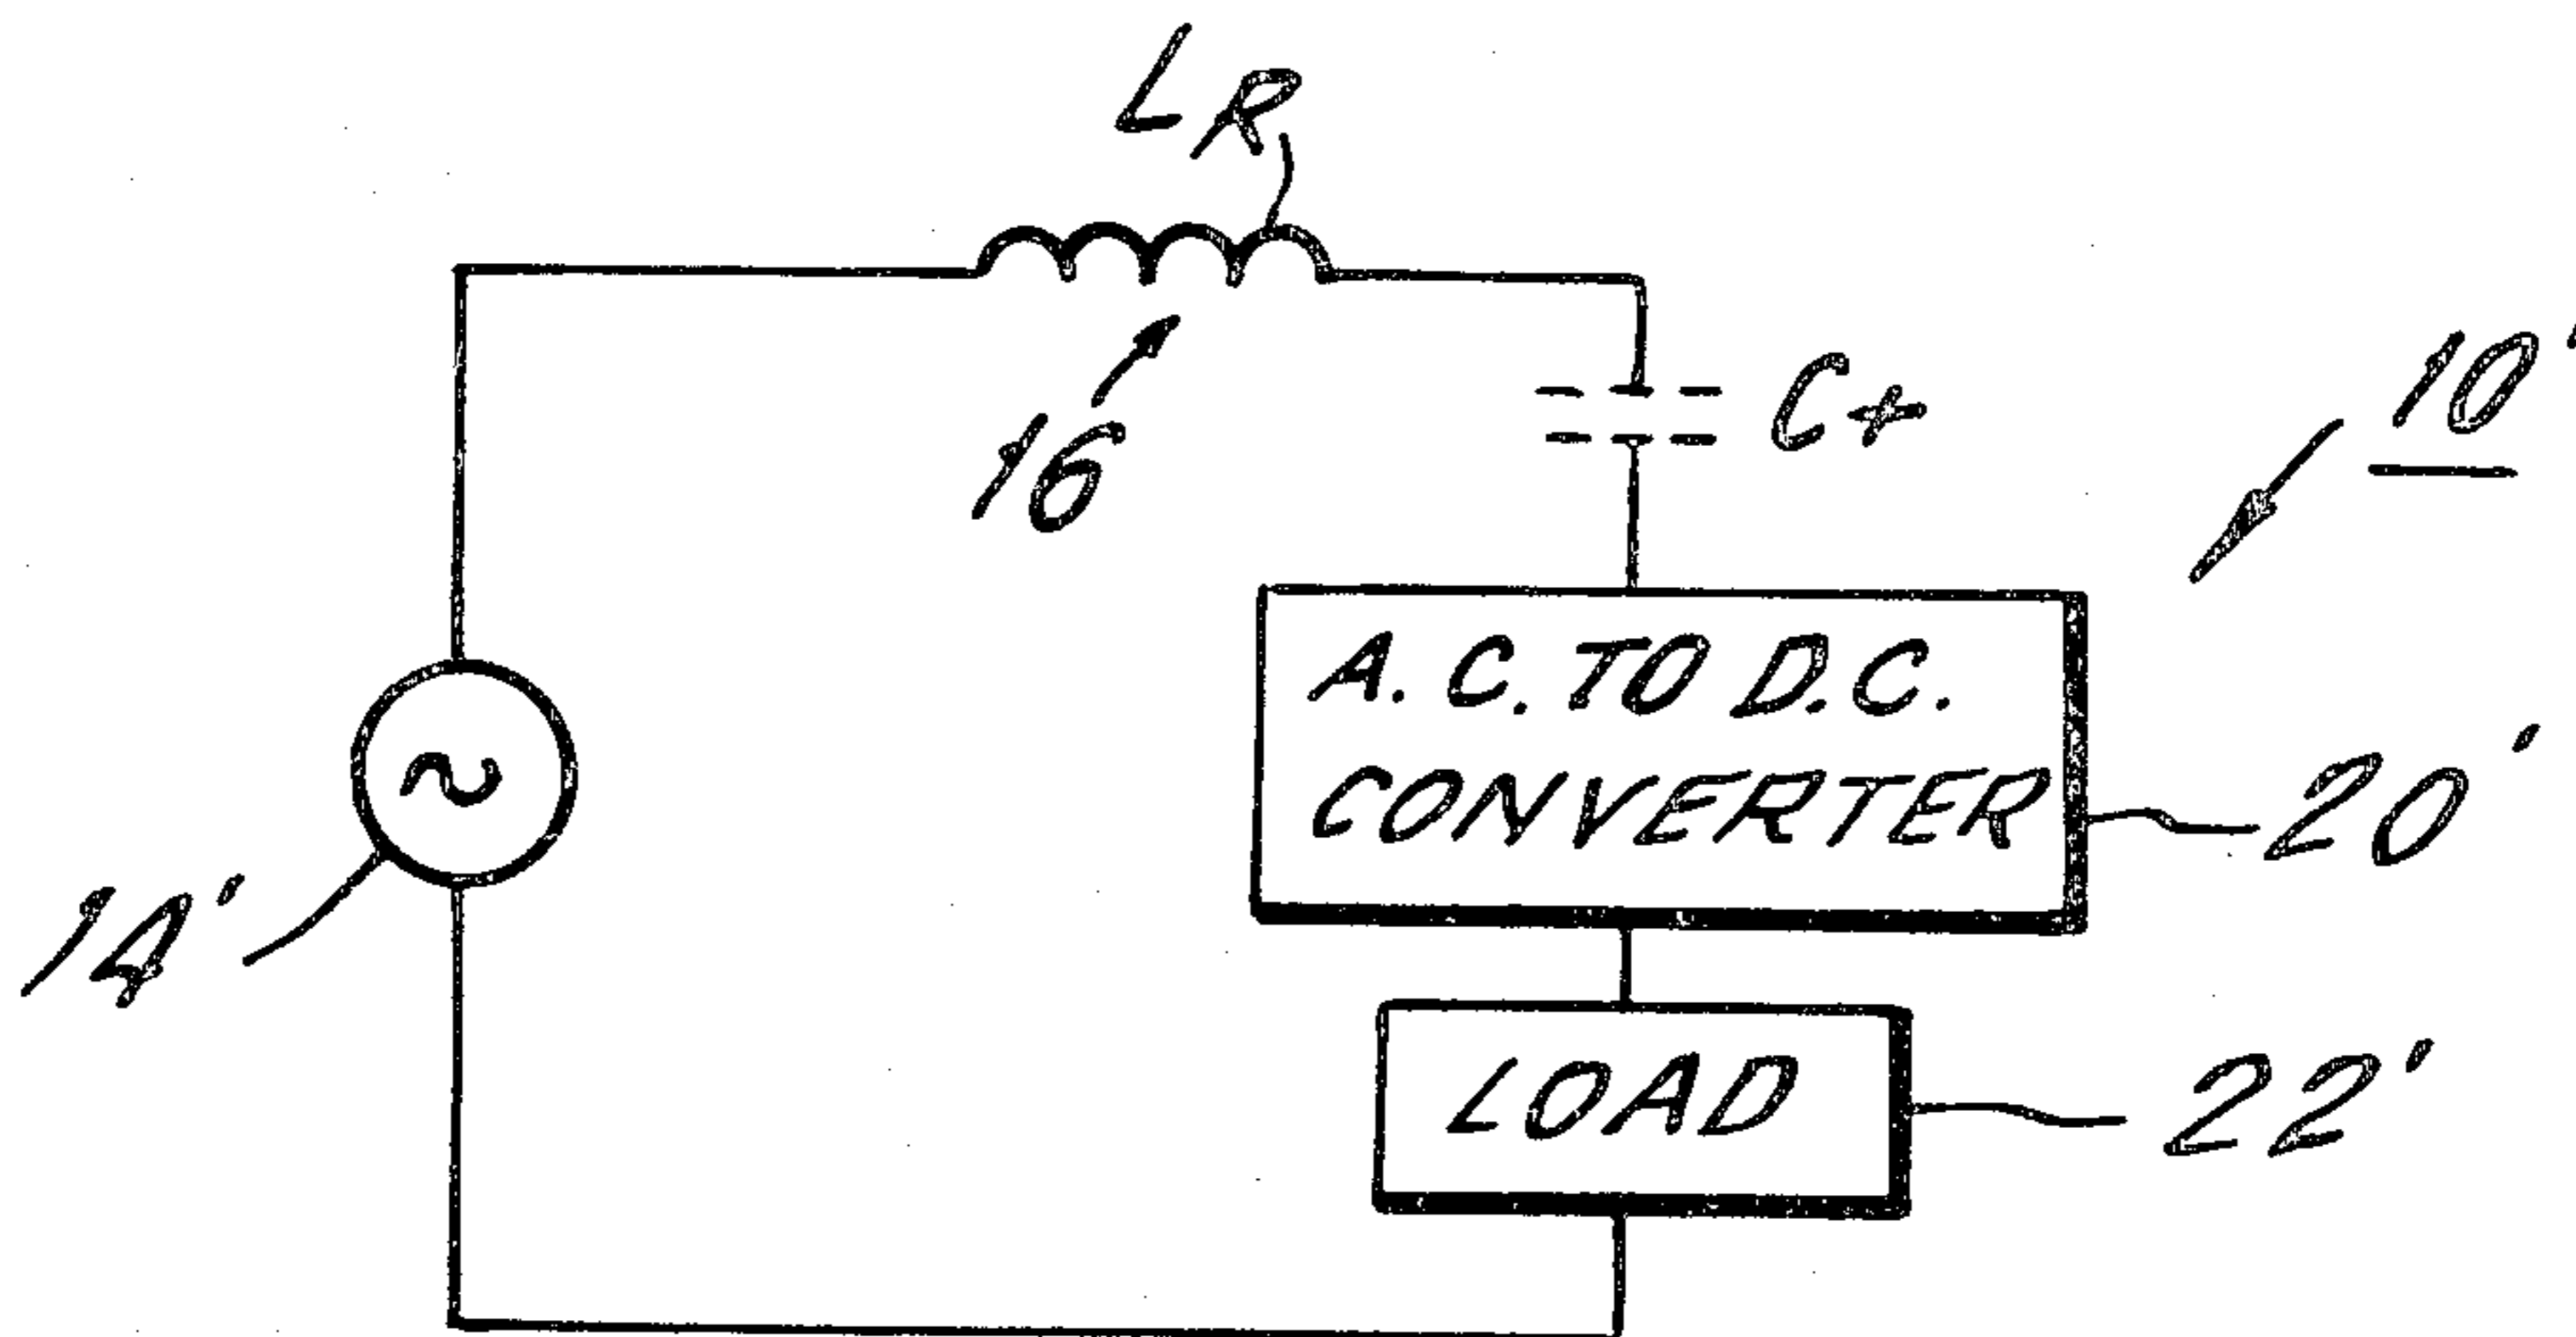 LR
16
C+
10'
A.C. TO D.C.
CONVERTER
20'
14'
LOAD
22'